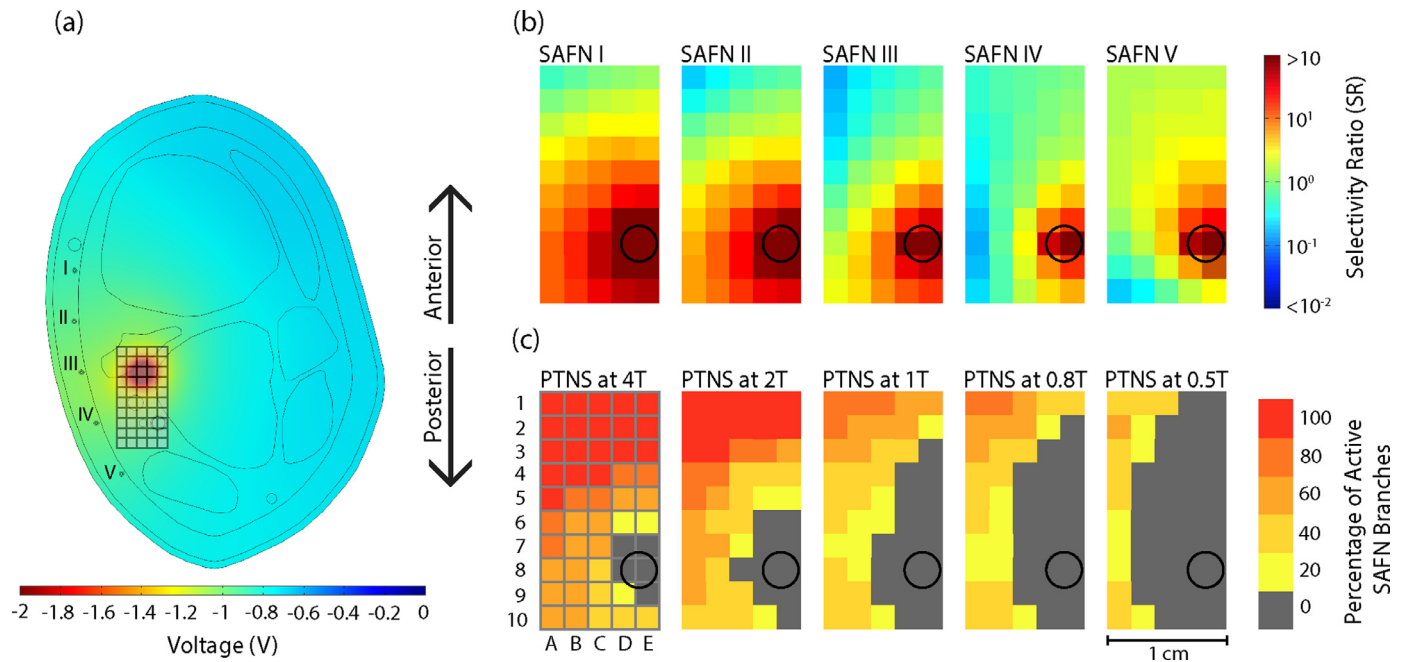 (a)
I
II
III
IV
V
Anterior
Posterior
-2 -1.8 -1.6 -1.4 -1.2 -1 -0.8 -0.6 -0.4 -0.2 0
Voltage (V)
(b)
SAFN I SAFN II SAFN III SAFN IV SAFN V
>10
10¹
10⁰
10⁻¹
<10⁻²
Selectivity Ratio (SR)
(c)
PTNS at 4T PTNS at 2T PTNS at 1T PTNS at 0.8T PTNS at 0.5T
1
2
3
4
5
6
7
8
9
10
A B C D E
1 cm
100
80
60
40
20
0
Percentage of Active
SAFN Branches